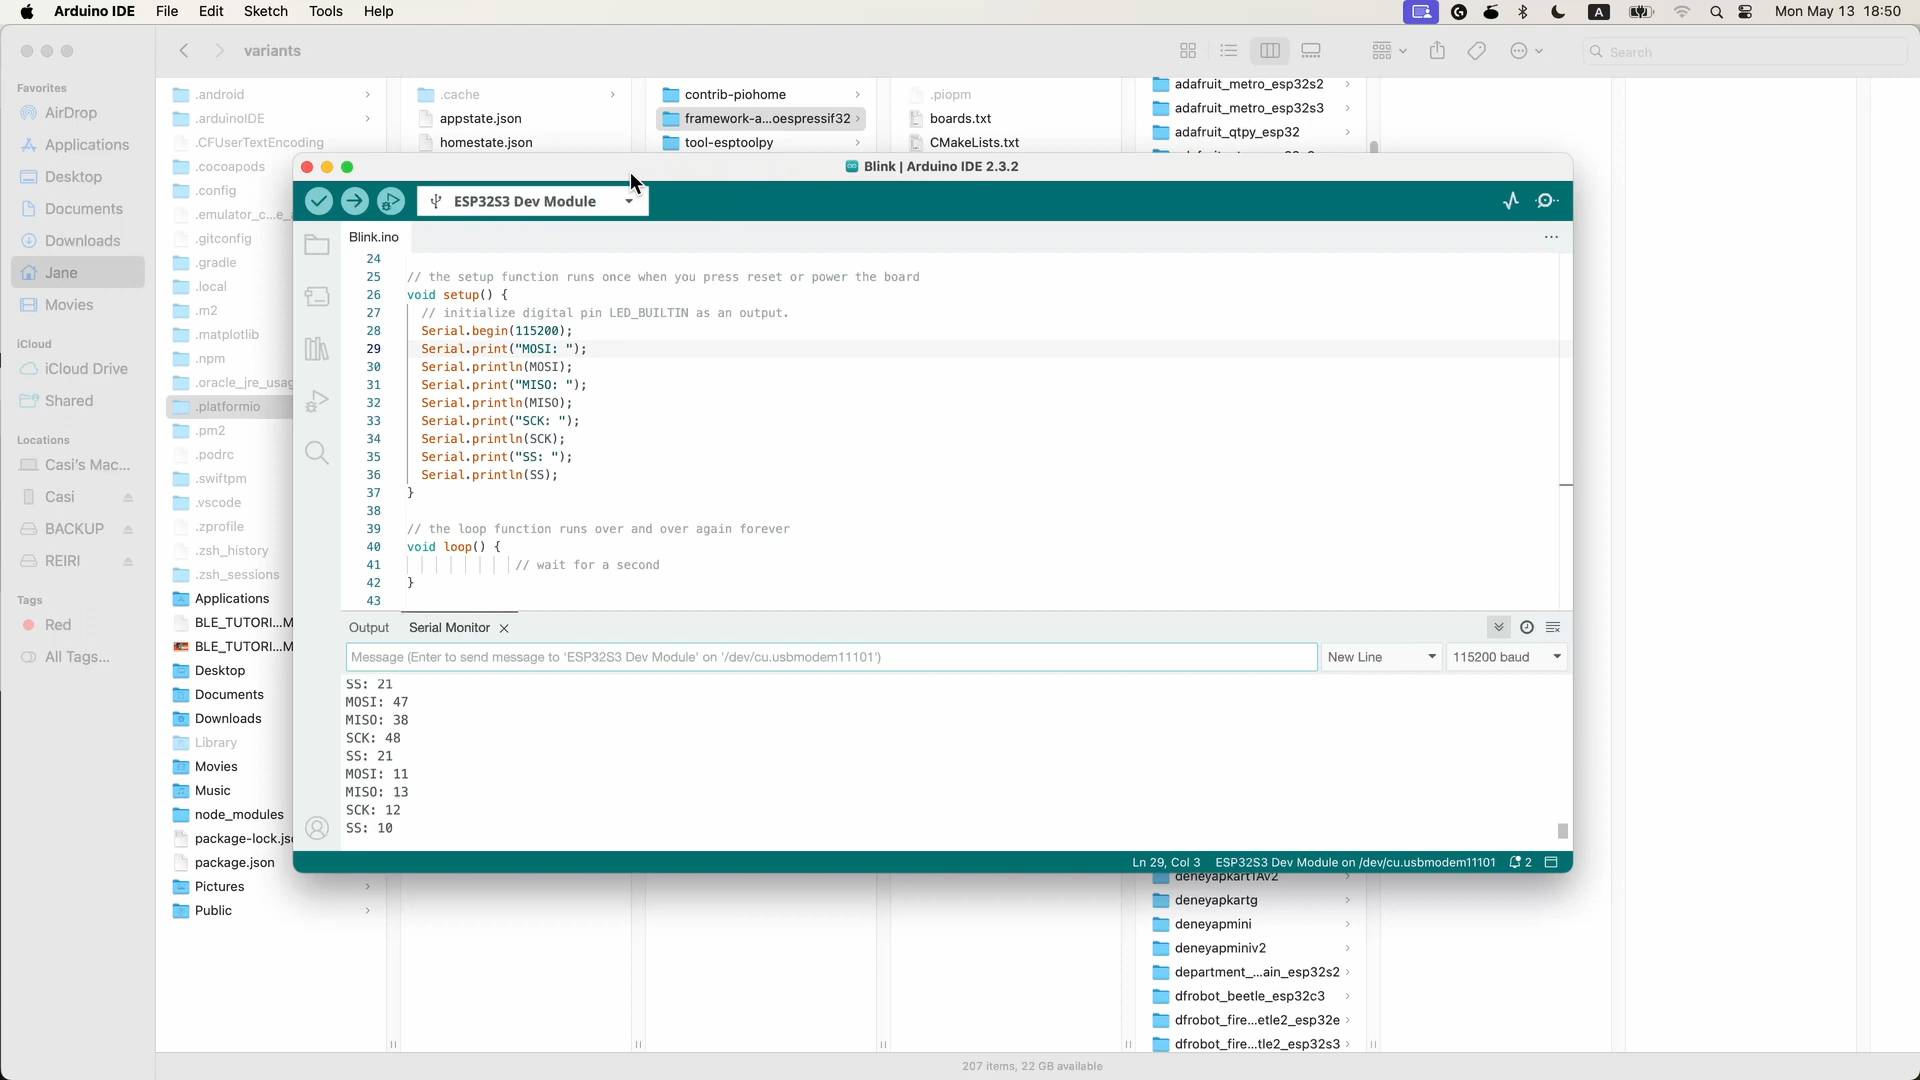 Arduino IDE File Edit Sketch Tools Help
A
Mon May 13 18:50
variants
Search
Favorites
AirDrop
Applications
Desktop
Documents
Downloads
Jane
Movies
iCloud
iCloud Drive
Shared
Locations
Casi's Mac...
Casi
BACKUP
REIRI
Tags
Red
All Tags...
.android
.arduinoIDE
.CFUserTextEncoding
.cocoapods
.config
.emulator_c...e_a
.gitconfig
.gradle
.local
.m2
.matplotlib
.npm
.oracle_jre_usag
.platformio
.pm2
.podrc
.swiftpm
.vscode
.zprofile
.zsh_history
.zsh_sessions
Applications
BLE_TUTORI...M
BLE_TUTORI...M
Desktop
Documents
Downloads
Library
Movies
Music
node_modules
package-lock.js
package.json
Pictures
Public
.cache
appstate.json
homestate.json
contrib-piohome
framework-a...oespressif32
tool-esptoolpy
.piopm
boards.txt
CMakeLists.txt
adafruit_metro_esp32s2
adafruit_metro_esp32s3
adafruit_qtpy_esp32
Blink | Arduino IDE 2.3.2
ESP32S3 Dev Module
Blink.ino
24
25 // the setup function runs once when you press reset or power the board
26 void setup() {
27 // initialize digital pin LED_BUILTIN as an output.
28 Serial.begin(115200);
29 Serial.print("MOSI: ");
30 Serial.println(MOSI);
31 Serial.print("MISO: ");
32 Serial.println(MISO);
33 Serial.print("SCK: ");
34 Serial.println(SCK);
35 Serial.print("SS: ");
36 Serial.println(SS);
37 }
38
39 // the loop function runs over and over again forever
40 void loop() {
41 // wait for a second
42 }
43
Output Serial Monitor
Message (Enter to send message to 'ESP32S3 Dev Module' on '/dev/cu.usbmodem11101')
New Line
115200 baud
SS: 21
MOSI: 47
MISO: 38
SCK: 48
SS: 21
MOSI: 11
MISO: 13
SCK: 12
SS: 10
Ln 29, Col 3 ESP32S3 Dev Module on /dev/cu.usbmodem11101 2
deneyapkart1Av2
deneyapkartg
deneyapmini
deneyapminiv2
department_...ain_esp32s2
dfrobot_beetle_esp32c3
dfrobot_fire...etle2_esp32e
dfrobot_fire...tle2_esp32s3
207 items, 22 GB available